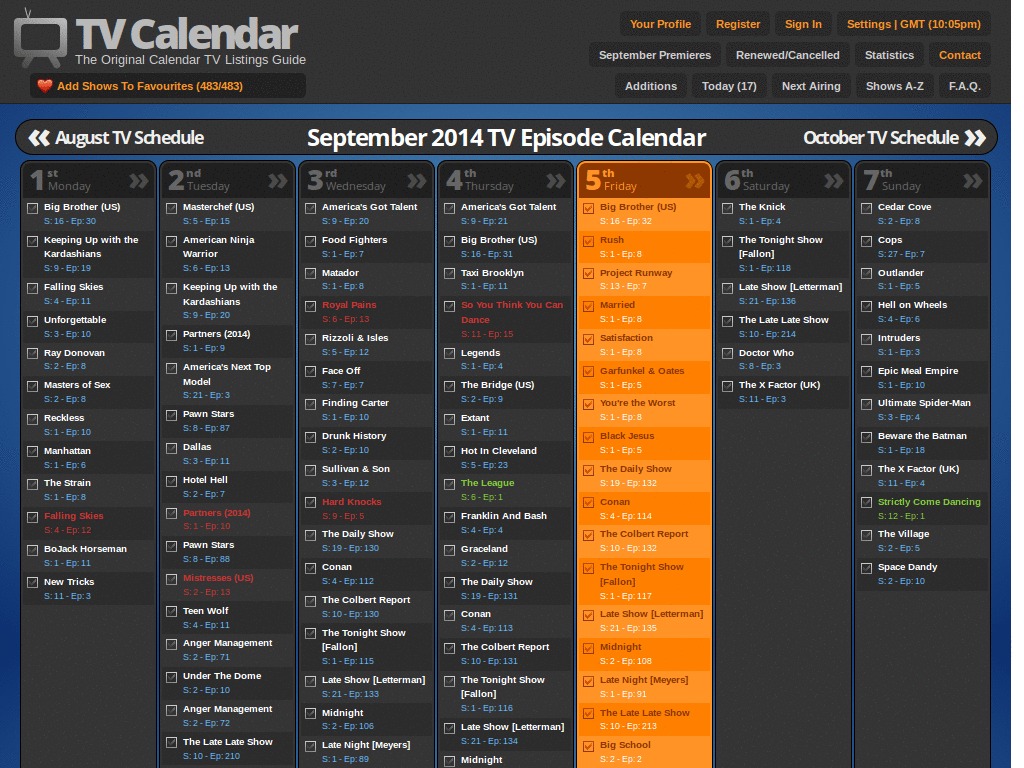 TV Calendar
The Original Calendar TV Listings Guide
Add Shows To Favourites (483/483)
Your Profile
Register
Sign In
Settings | GMT (10:05pm)
September Premieres
Renewed/Cancelled
Statistics
Contact
Additions
Today (17)
Next Airing
Shows A-Z
F.A.Q.
August TV Schedule
September 2014 TV Episode Calendar
October TV Schedule
1st
Monday
Big Brother (US)
S: 16 - Ep: 30
Keeping Up with the
Kardashians
S: 9 - Ep: 19
Falling Skies
S: 4 - Ep: 11
Unforgettable
S: 3 - Ep: 10
Ray Donovan
S: 2 - Ep: 8
Masters of Sex
S: 2 - Ep: 8
Reckless
S: 1 - Ep: 10
Manhattan
S: 1 - Ep: 6
The Strain
S: 1 - Ep: 8
Falling Skies
S: 4 - Ep: 12
BoJack Horseman
S: 1 - Ep: 11
New Tricks
S: 11 - Ep: 3
2nd
Tuesday
Masterchef (US)
S: 5 - Ep: 15
American Ninja
Warrior
S: 6 - Ep: 13
Keeping Up with the
Kardashians
S: 9 - Ep: 20
Partners (2014)
S: 1 - Ep: 9
America's Next Top
Model
S: 21 - Ep: 3
Pawn Stars
S: 8 - Ep: 87
Dallas
S: 3 - Ep: 11
Hotel Hell
S: 2 - Ep: 7
Partners (2014)
S: 1 - Ep: 10
Pawn Stars
S: 8 - Ep: 88
Mistresses (US)
S: 2 - Ep: 13
Teen Wolf
S: 4 - Ep: 11
Anger Management
S: 2 - Ep: 71
Under The Dome
S: 2 - Ep: 10
Anger Management
S: 2 - Ep: 72
The Late Late Show
S: 10 - Ep: 210
3rd
Wednesday
America's Got Talent
S: 9 - Ep: 20
Food Fighters
S: 1 - Ep: 7
Matador
S: 1 - Ep: 8
Royal Pains
S: 6 - Ep: 13
Rizzoli & Isles
S: 5 - Ep: 12
Face Off
S: 7 - Ep: 7
Finding Carter
S: 1 - Ep: 10
Drunk History
S: 2 - Ep: 10
Sullivan & Son
S: 3 - Ep: 12
Hard Knocks
S: 9 - Ep: 5
The Daily Show
S: 19 - Ep: 130
Conan
S: 4 - Ep: 112
The Colbert Report
S: 10 - Ep: 130
The Tonight Show
[Fallon]
S: 1 - Ep: 115
Late Show [Letterman]
S: 21 - Ep: 133
Midnight
S: 2 - Ep: 106
Late Night [Meyers]
S: 1 - Ep: 89
4th
Thursday
America's Got Talent
S: 9 - Ep: 21
Big Brother (US)
S: 16 - Ep: 31
Taxi Brooklyn
S: 1 - Ep: 11
So You Think You Can
Dance
S: 11 - Ep: 15
Legends
S: 1 - Ep: 4
The Bridge (US)
S: 2 - Ep: 9
Extant
S: 1 - Ep: 11
Hot In Cleveland
S: 5 - Ep: 23
The League
S: 6 - Ep: 1
Franklin And Bash
S: 4 - Ep: 4
Graceland
S: 2 - Ep: 12
The Daily Show
S: 19 - Ep: 131
Conan
S: 4 - Ep: 113
The Colbert Report
S: 10 - Ep: 131
The Tonight Show
[Fallon]
S: 1 - Ep: 116
Late Show [Letterman]
S: 21 - Ep: 134
Midnight
5th
Friday
Big Brother (US)
S: 16 - Ep: 32
Rush
S: 1 - Ep: 8
Project Runway
S: 13 - Ep: 7
Married
S: 1 - Ep: 8
Satisfaction
S: 1 - Ep: 8
Garfunkel & Oates
S: 1 - Ep: 5
You're the Worst
S: 1 - Ep: 8
Black Jesus
S: 1 - Ep: 5
The Daily Show
S: 19 - Ep: 132
Conan
S: 4 - Ep: 114
The Colbert Report
S: 10 - Ep: 132
The Tonight Show
[Fallon]
S: 1 - Ep: 117
Late Show [Letterman]
S: 21 - Ep: 135
Midnight
S: 2 - Ep: 108
Late Night [Meyers]
S: 1 - Ep: 91
The Late Late Show
S: 10 - Ep: 213
Big School
S: 2 - Ep: 2
6th
Saturday
The Knick
S: 1 - Ep: 4
The Tonight Show
[Fallon]
S: 1 - Ep: 118
Late Show [Letterman]
S: 21 - Ep: 136
The Late Late Show
S: 10 - Ep: 214
Doctor Who
S: 8 - Ep: 3
The X Factor (UK)
S: 11 - Ep: 3
7th
Sunday
Cedar Cove
S: 2 - Ep: 8
Cops
S: 27 - Ep: 7
Outlander
S: 1 - Ep: 5
Hell on Wheels
S: 4 - Ep: 6
Intruders
S: 1 - Ep: 3
Epic Meal Empire
S: 1 - Ep: 10
Ultimate Spider-Man
S: 3 - Ep: 4
Beware the Batman
S: 1 - Ep: 18
The X Factor (UK)
S: 11 - Ep: 4
Strictly Come Dancing
S: 12 - Ep: 1
The Village
S: 2 - Ep: 5
Space Dandy
S: 2 - Ep: 10